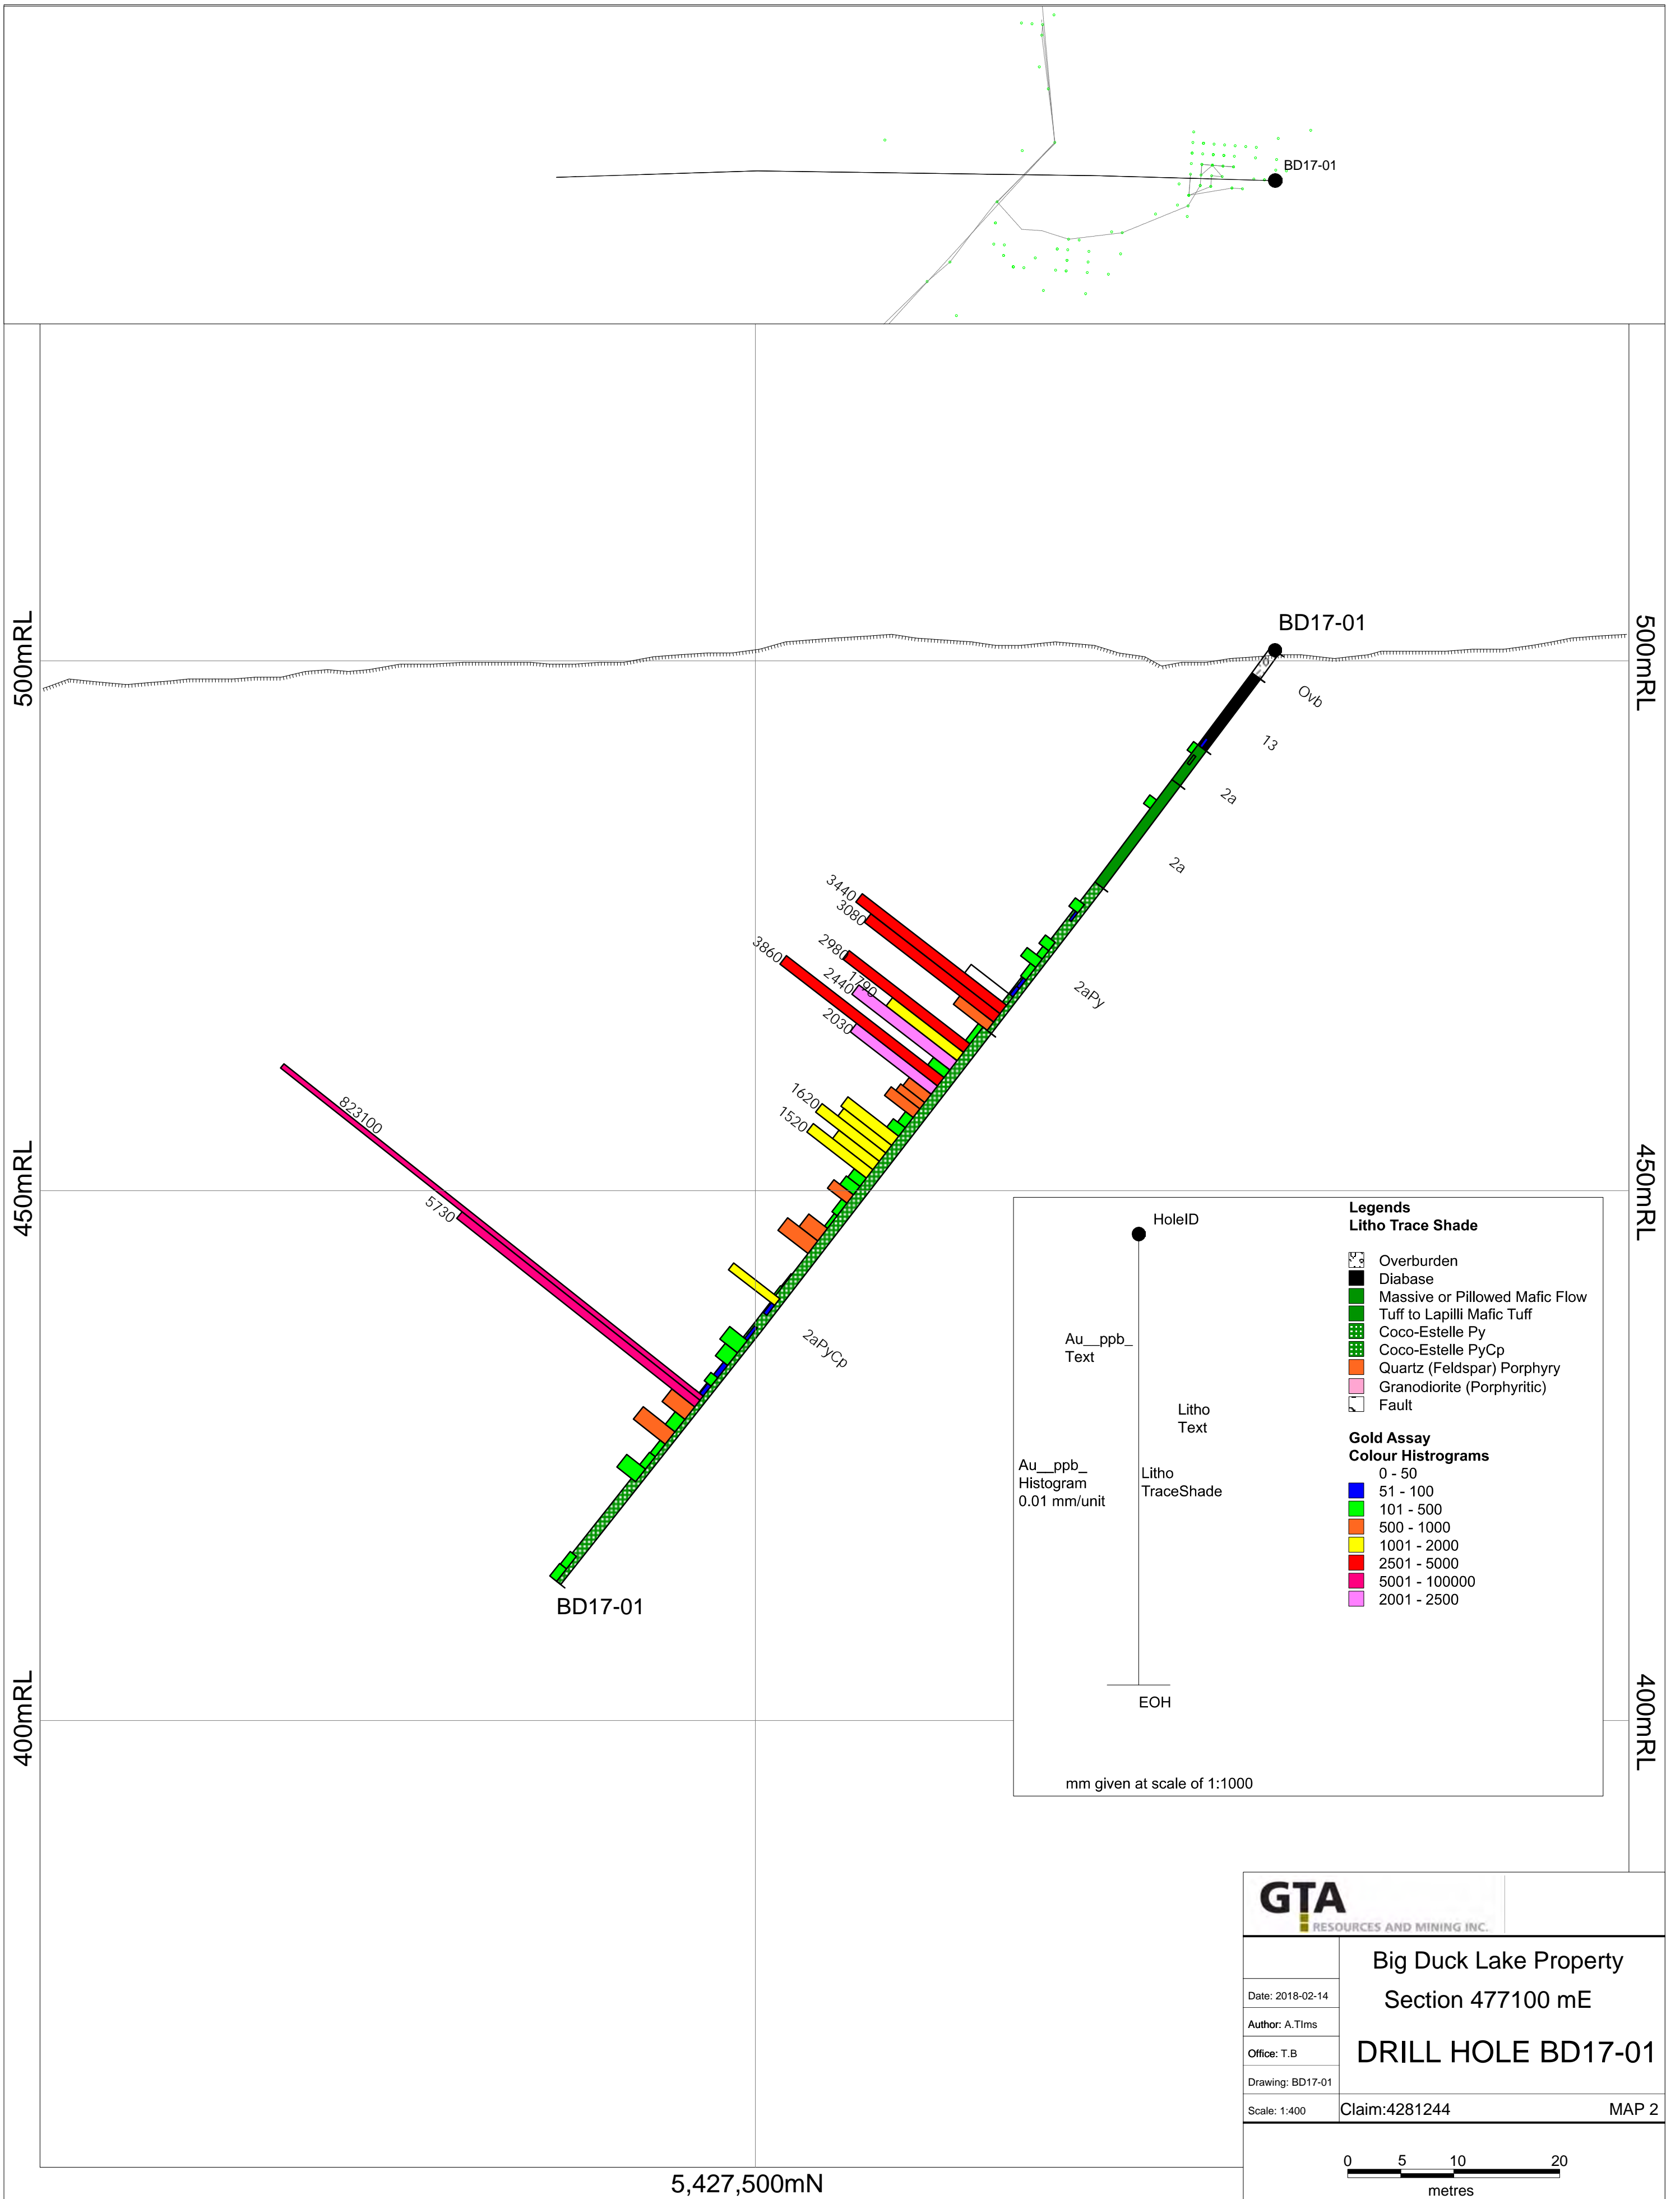 BD17-01
BD17-01
500mRL
500mRL
Ovb
13
2a
2a
3440
3080
2980
1790
2440
3860
2030
2aPy
1620
1520
823100
5730
450mRL
450mRL
2aPyCp
BD17-01
400mRL
400mRL
5,427,500mN
HoleID
Au__ppb_
Text
Litho
Text
Au__ppb_
Histogram
0.01 mm/unit
Litho
TraceShade
EOH
mm given at scale of 1:1000
Legends
Litho Trace Shade
Overburden
Diabase
Massive or Pillowed Mafic Flow
Tuff to Lapilli Mafic Tuff
Coco-Estelle Py
Coco-Estelle PyCp
Quartz (Feldspar) Porphyry
Granodiorite (Porphyritic)
Fault
Gold Assay
Colour Histrograms
0 - 50
51 - 100
101 - 500
500 - 1000
1001 - 2000
2501 - 5000
5001 - 100000
2001 - 2500
GTA
RESOURCES AND MINING INC.
Big Duck Lake Property
Section 477100 mE
DRILL HOLE BD17-01
Date: 2018-02-14
Author: A.TIms
Office: T.B
Drawing: BD17-01
Scale: 1:400
Claim:4281244
MAP 2
0 5 10 20
metres